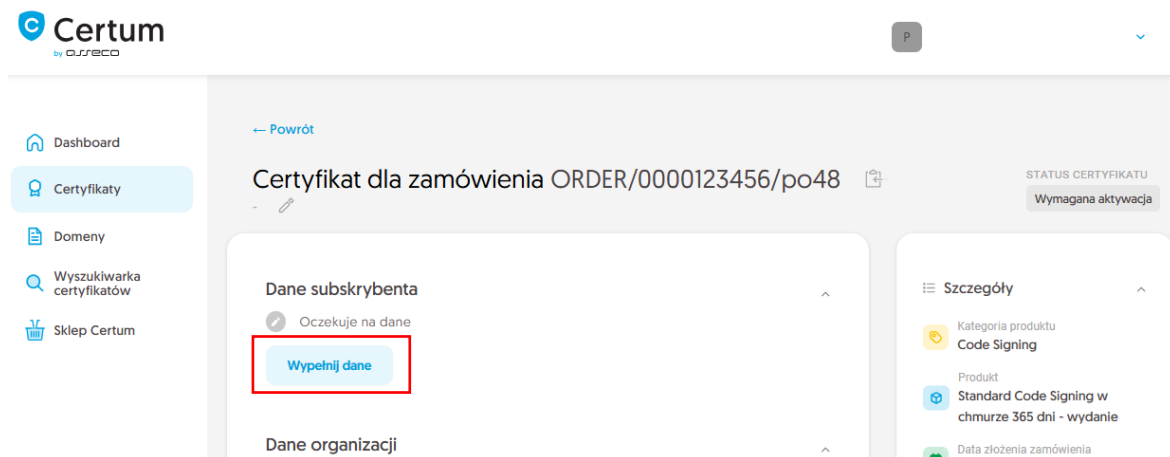 Certum
by asseco
P
Dashboard
Certyfikaty
Domeny
Wyszukiwarka
certyfikatów
Sklep Certum
← Powrót
Certyfikat dla zamówienia ORDER/0000123456/po48
-
STATUS CERTYFIKATU
Wymagana aktywacja
Dane subskrybenta
Oczekuje na dane
Wypełnij dane
Dane organizacji
Szczegóły
Kategoria produktu
Code Signing
Produkt
Standard Code Signing w
chmurze 365 dni - wydanie
Data złożenia zamówienia